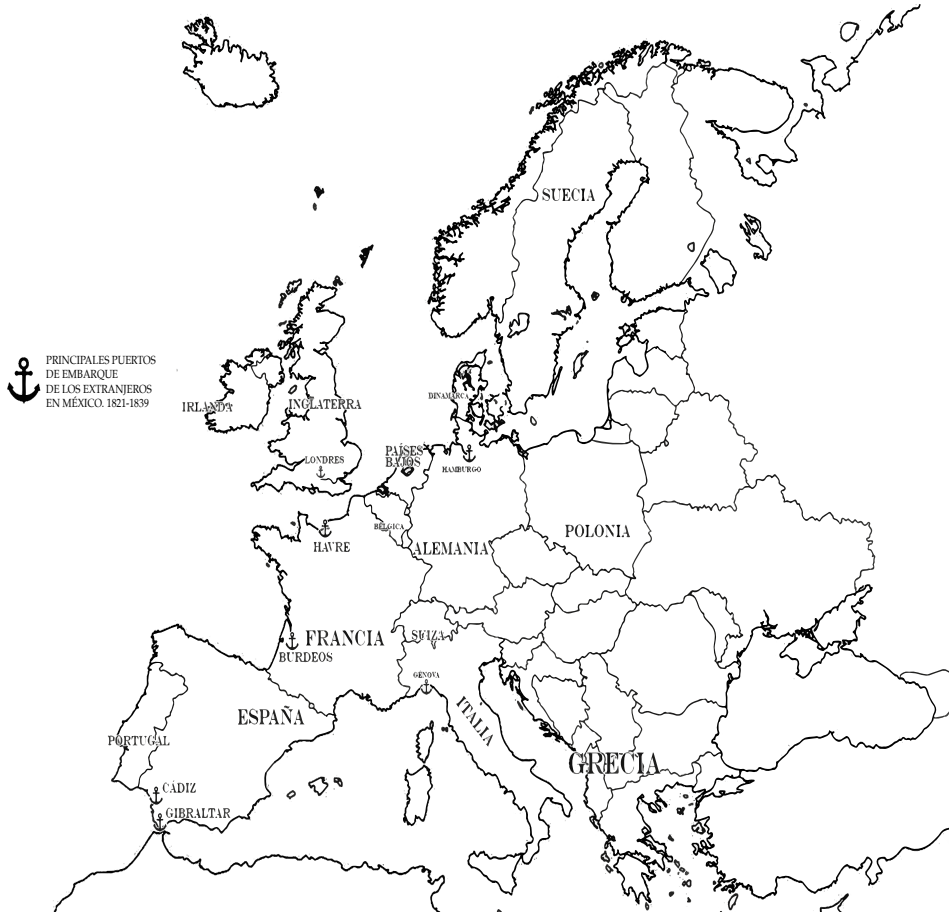 SUECIA
PRINCIPALES PUERTOS
DE EMBARQUE
DE LOS EXTRANJEROS
EN MÉXICO. 1821-1839
DINAMARCA
IRLANDA
INGLATERRA
LONDRES
PAÍSES
BAJOS
HAMBURGO
BÉLGICA
POLONIA
HAVRE
ALEMANIA
FRANCIA
SUIZA
BURDEOS
GÉNOVA
ESPAÑA
ITALIA
PORTUGAL
GRECIA
CÁDIZ
GIBRALTAR